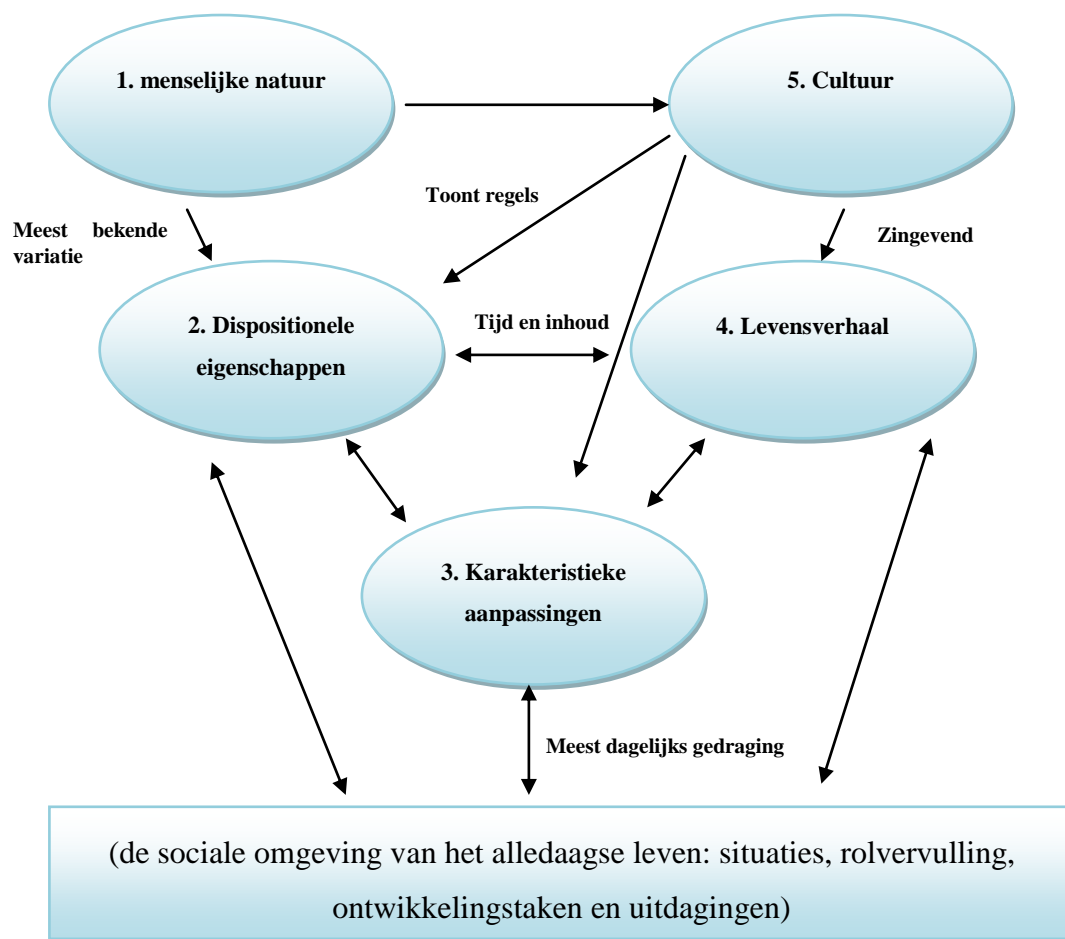 1. menselijke natuur
5. Cultuur
Toont regels
Meest bekende
variatie
Zingevend
2. Dispositionele
eigenschappen
Tijd en inhoud
4. Levensverhaal
3. Karakteristieke
aanpassingen
Meest dagelijks gedraging
(de sociale omgeving van het alledaagse leven: situaties, rolvervulling,
ontwikkelingstaken en uitdagingen)